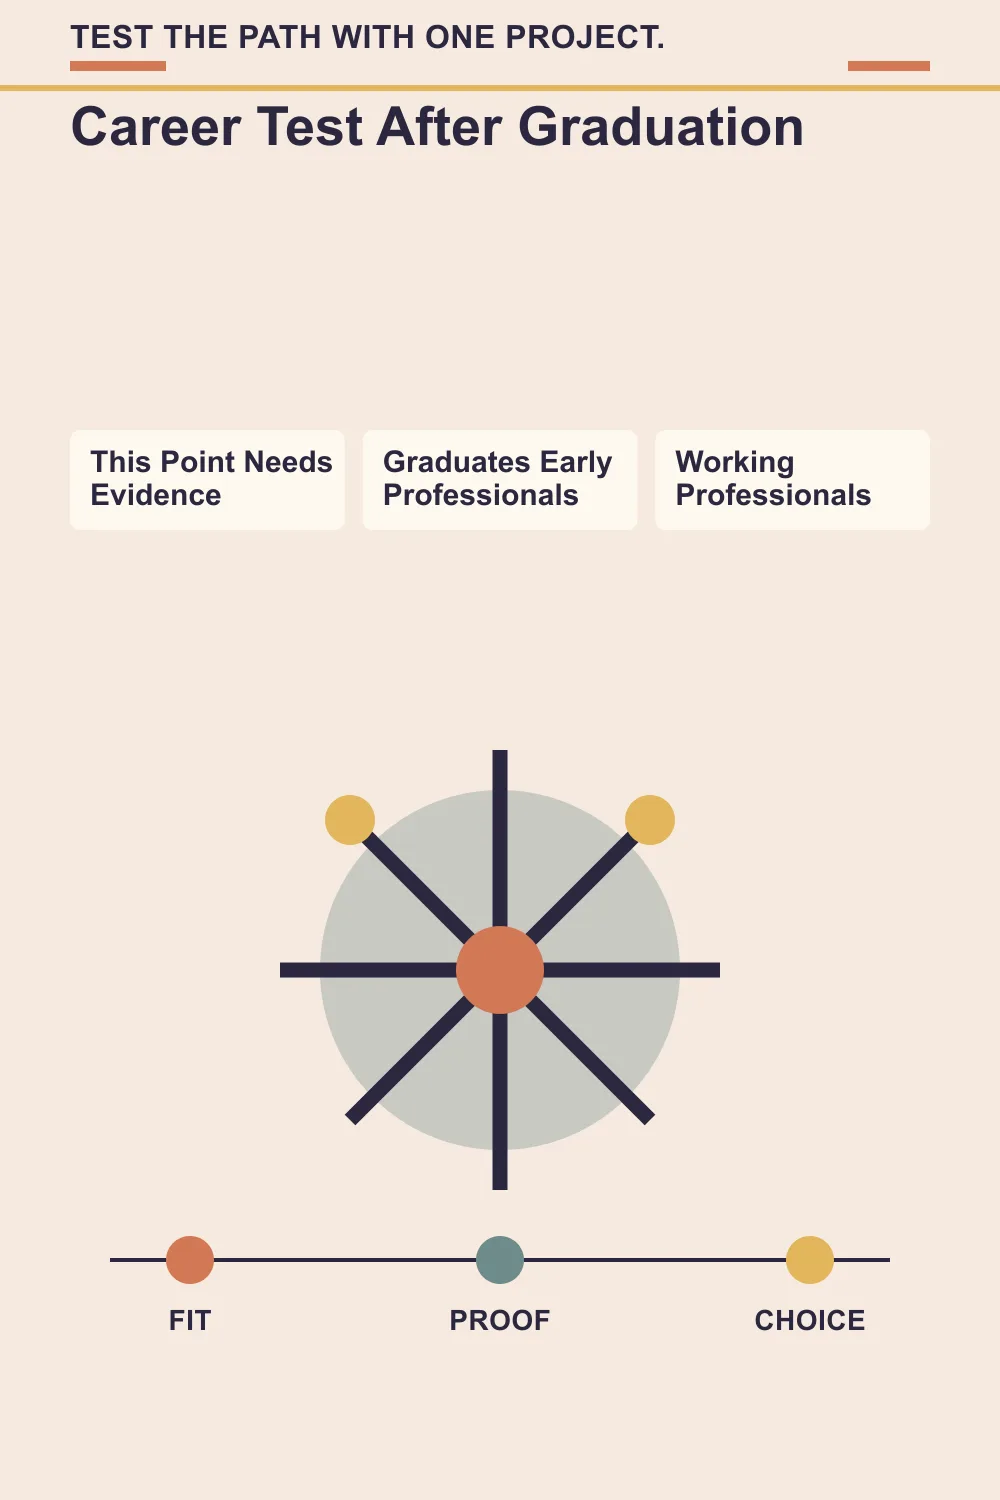 TEST THE PATH WITH ONE PROJECT.
Career Test After Graduation
This Point Needs
Evidence
Graduates Early
Professionals
Working
Professionals
FIT
PROOF
CHOICE